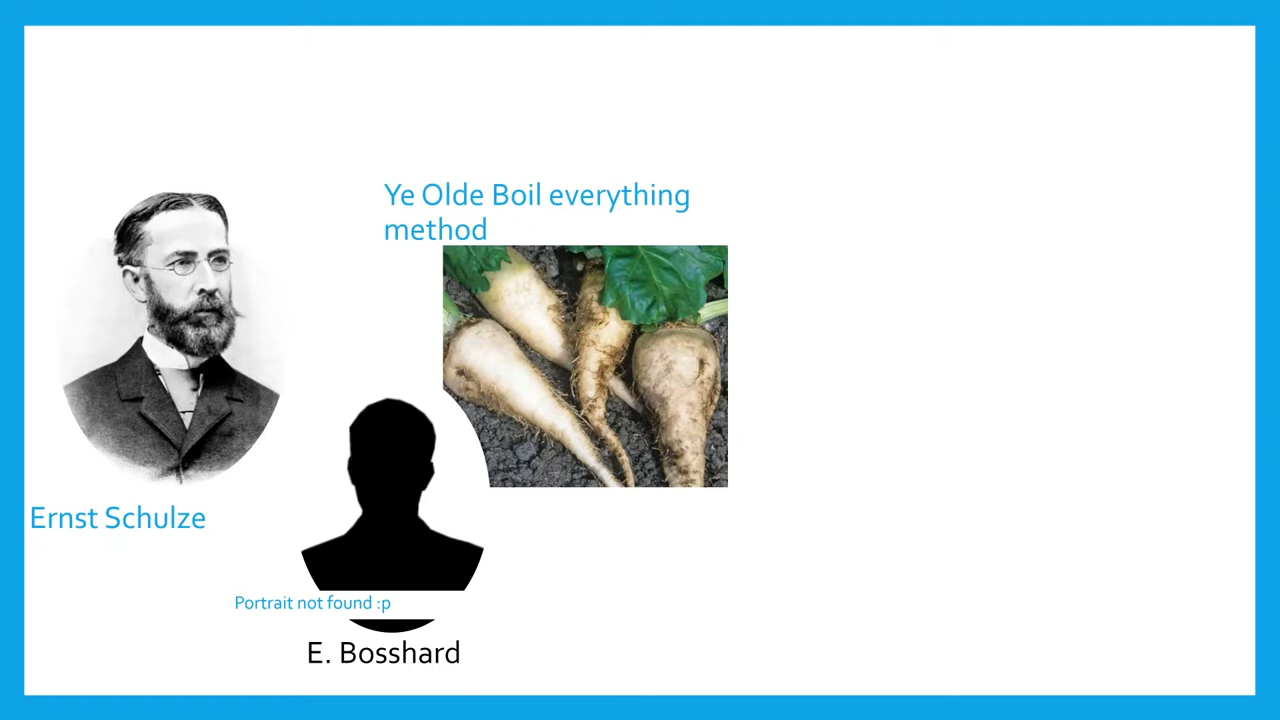 Ye Olde Boil everything
method
Ernst Schulze
Portrait not found :p
E. Bosshard